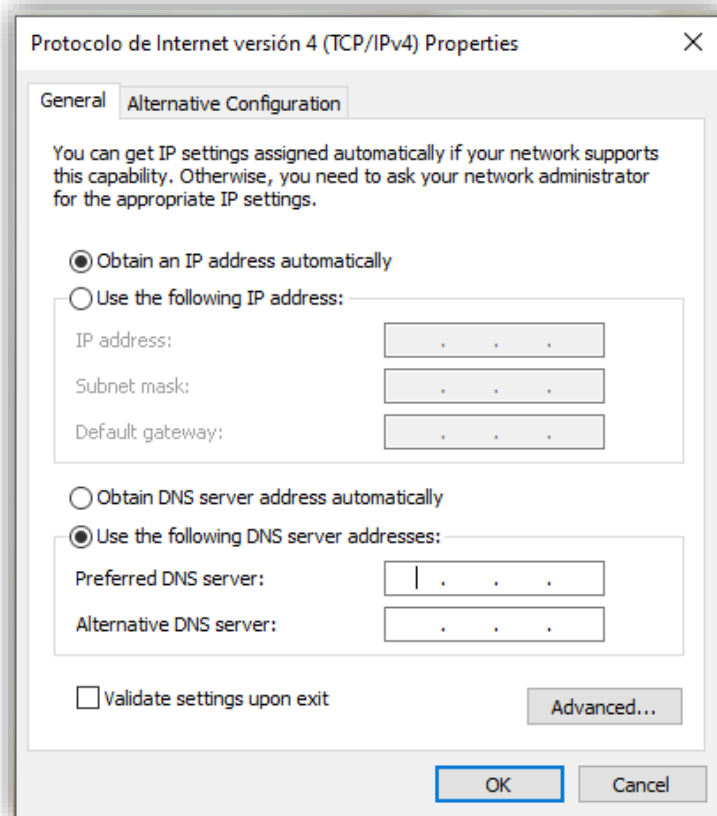 Protocolo de Internet versión 4 (TCP/IPv4) Properties
General
Alternative Configuration
You can get IP settings assigned automatically if your network supports
this capability. Otherwise, you need to ask your network administrator
for the appropriate IP settings.
Obtain an IP address automatically
Use the following IP address:
IP address:
Subnet mask:
Default gateway:
Obtain DNS server address automatically
Use the following DNS server addresses:
Preferred DNS server:
Alternative DNS server:
Validate settings upon exit
Advanced...
OK
Cancel